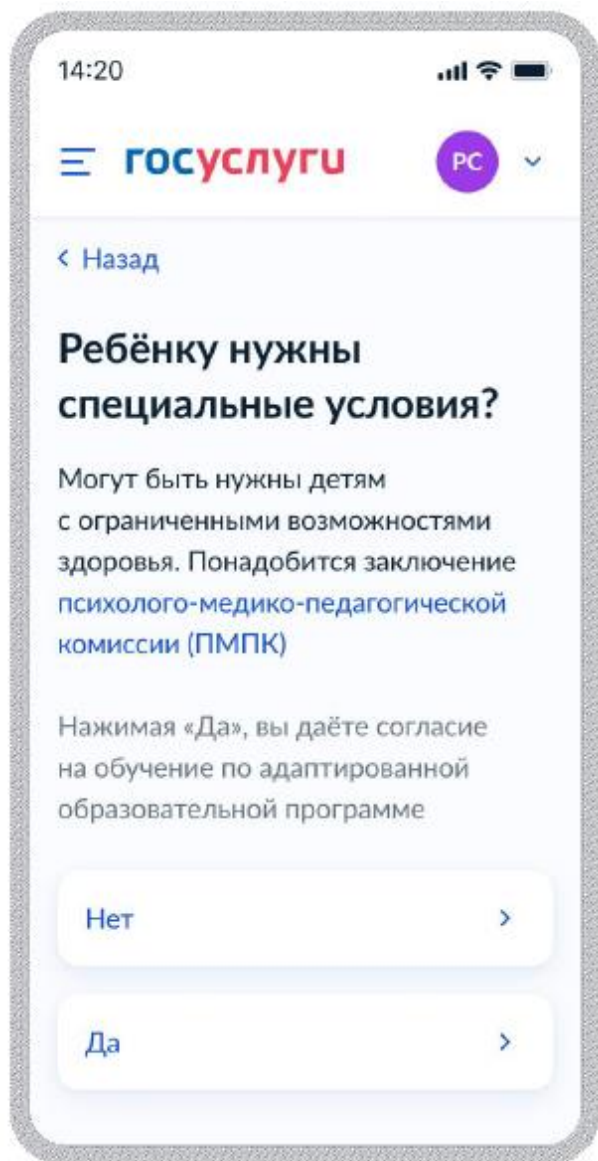 14:20
госуслуги
РС
Назад
Ребёнку нужны
специальные условия?
Могут быть нужны детям
с ограниченными возможностями
здоровья. Понадобится заключение
психолого-медико-педагогической
комиссии (ПМПК)
Нажимая «Да», вы даёте согласие
на обучение по адаптированной
образовательной программе
Нет
Да